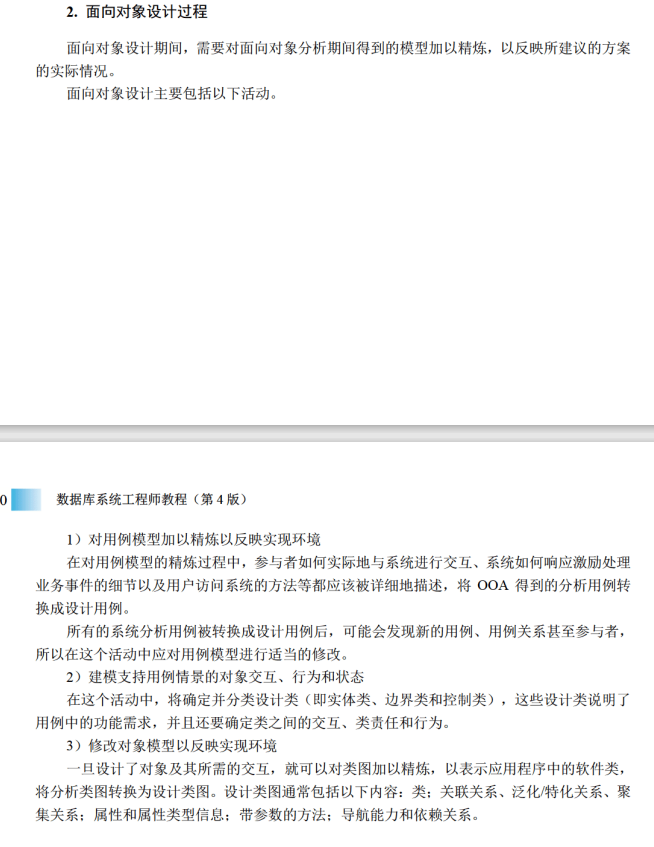 2. 面向对象设计过程
面向对象设计期间，需要对面向对象分析期间得到的模型加以精炼，以反映所建议的方案
的实际情况。
面向对象设计主要包括以下活动。
0
数据库系统工程师教程（第 4 版）
1）对用例模型加以精炼以反映实现环境
在对用例模型的精炼过程中，参与者如何实际地与系统进行交互、系统如何响应激励处理
业务事件的细节以及用户访问系统的方法等都应该被详细地描述，将 OOA 得到的分析用例转
换成设计用例。
所有的系统分析用例被转换成设计用例后，可能会发现新的用例、用例关系甚至参与者，
所以在这个活动中应对用例模型进行适当的修改。
2）建模支持用例情景的对象交互、行为和状态
在这个活动中，将确定并分类设计类（即实体类、边界类和控制类），这些设计类说明了
用例中的功能需求，并且还要确定类之间的交互、类责任和行为。
3）修改对象模型以反映实现环境
一旦设计了对象及其所需的交互，就可以对类图加以精炼，以表示应用程序中的软件类，
将分析类图转换为设计类图。设计类图通常包括以下内容：类；关联关系、泛化/特化关系、聚
集关系；属性和属性类型信息；带参数的方法；导航能力和依赖关系。